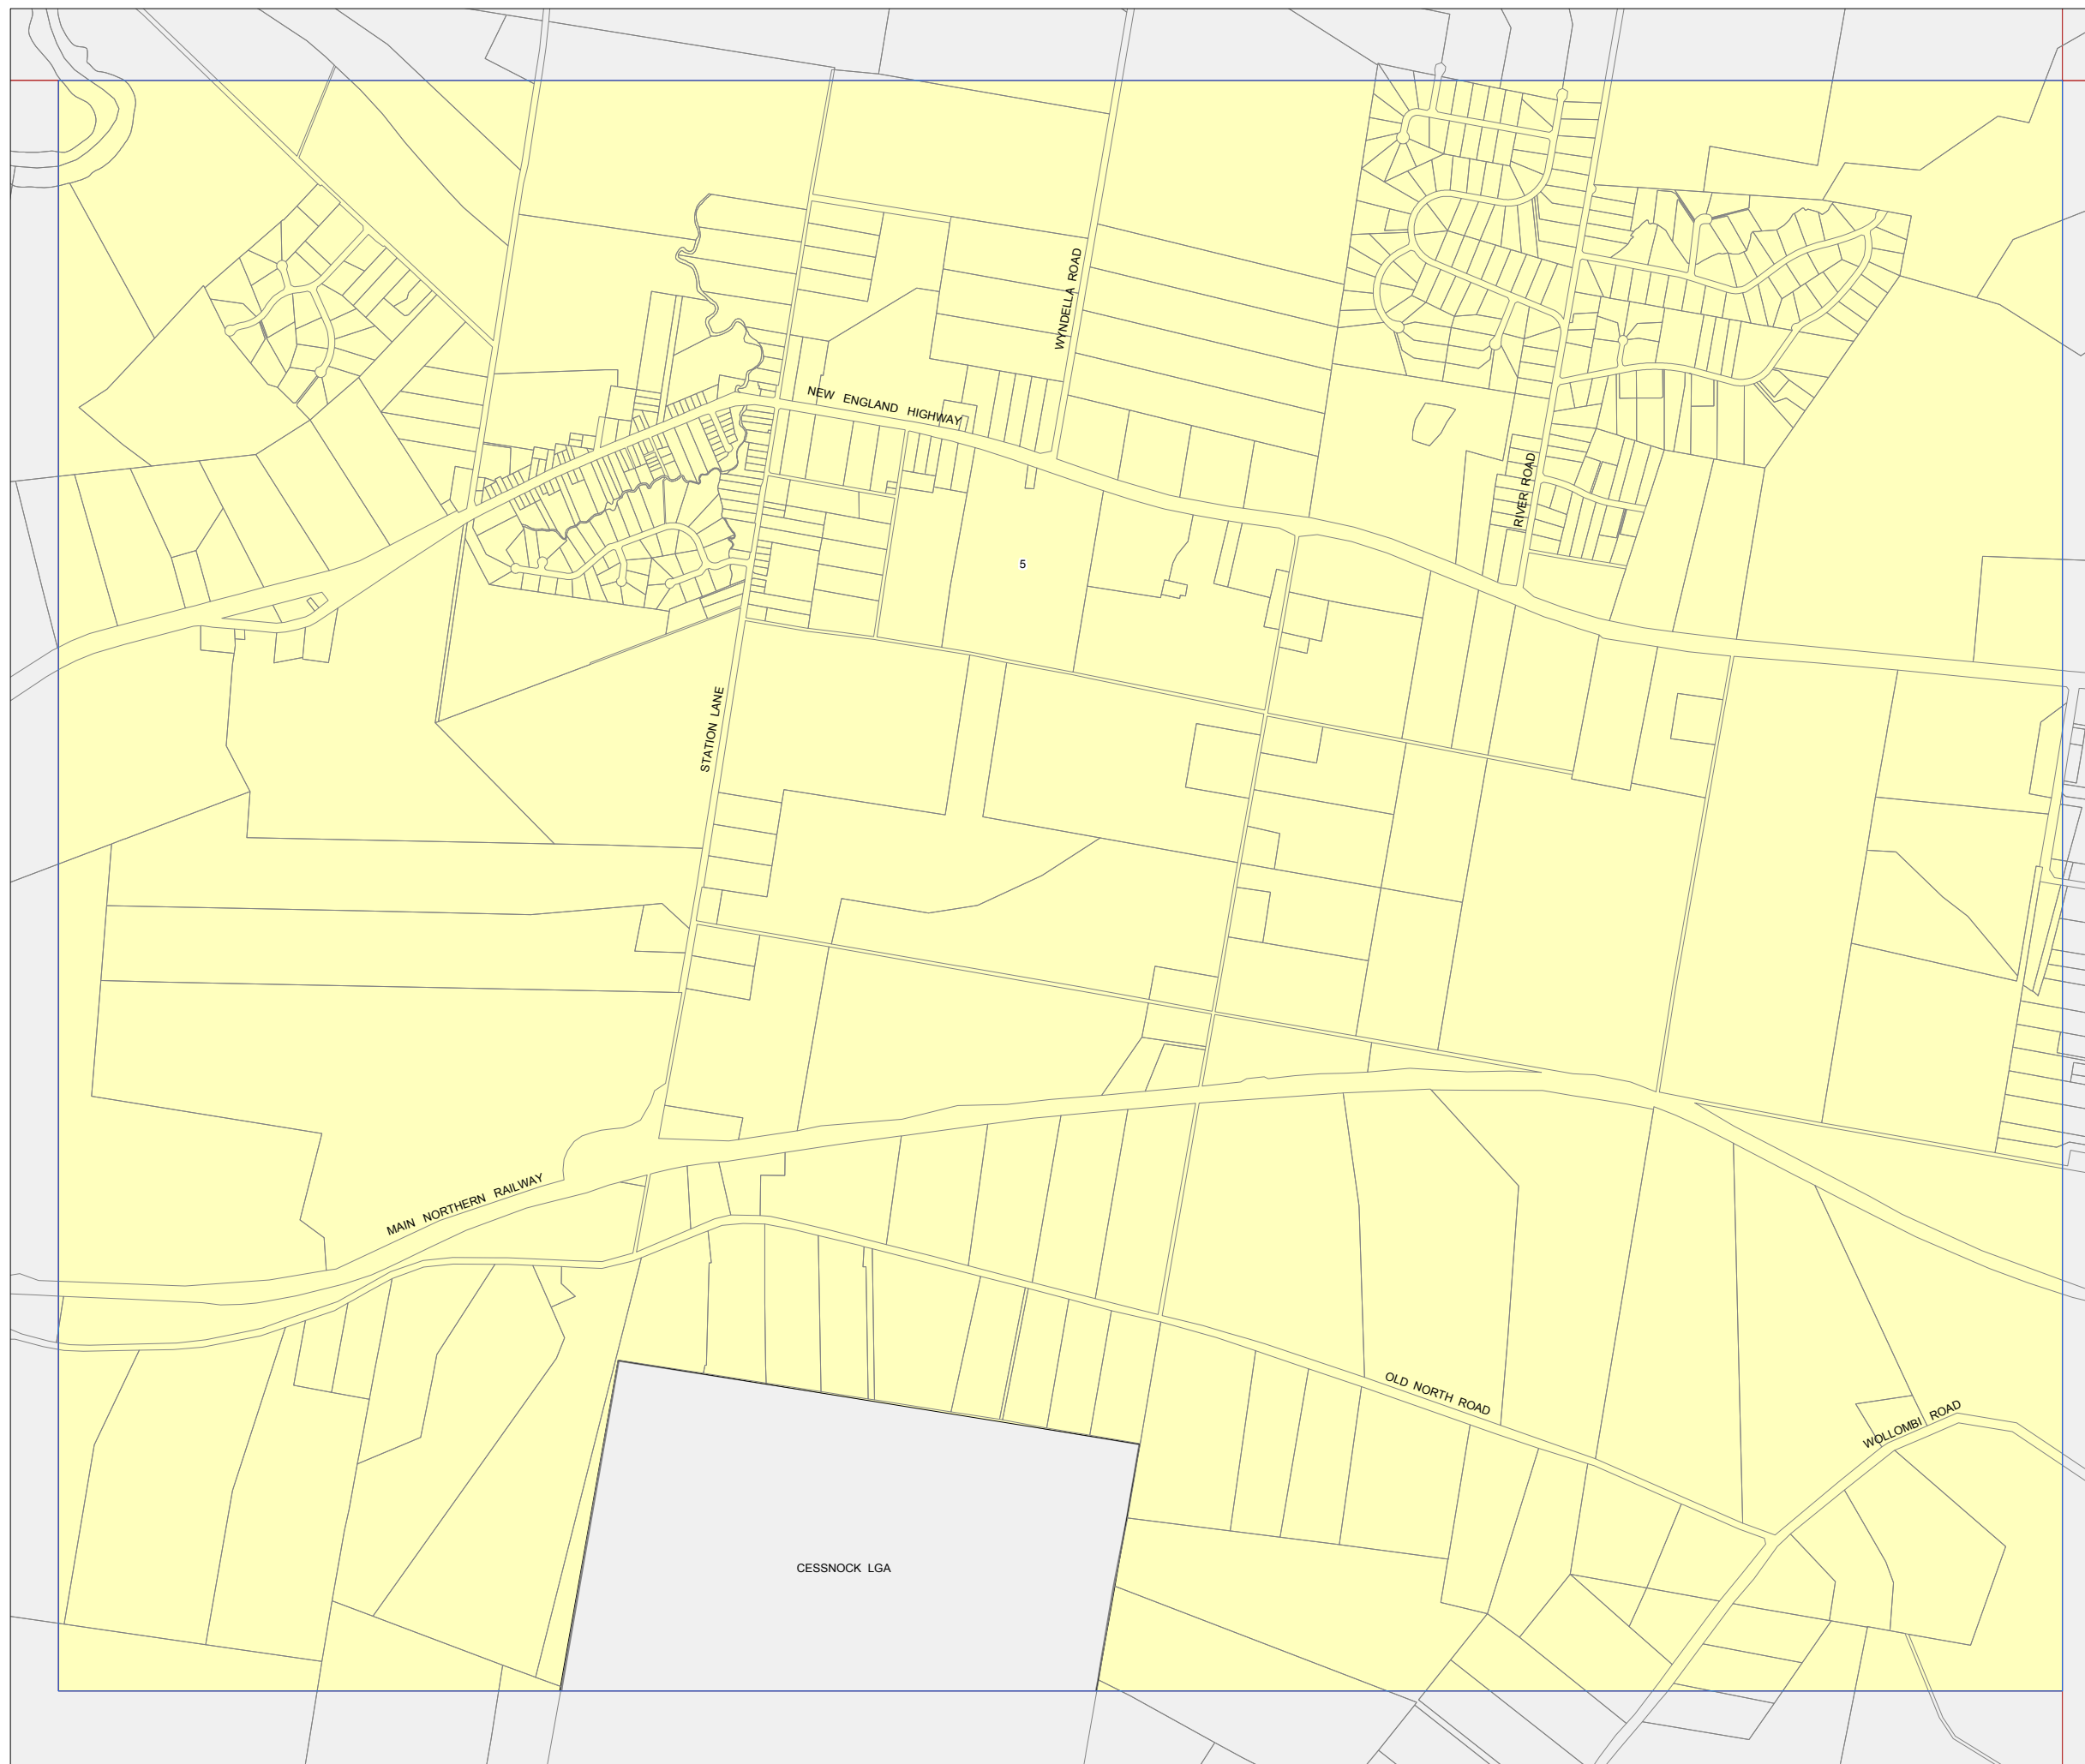 WYNDELLA ROAD
NEW ENGLAND HIGHWAY
RIVER ROAD
5
STATION LANE
MAIN NORTHERN RAILWAY
OLD NORTH ROAD
WOLLOMBI ROAD
CESSNOCK LGA